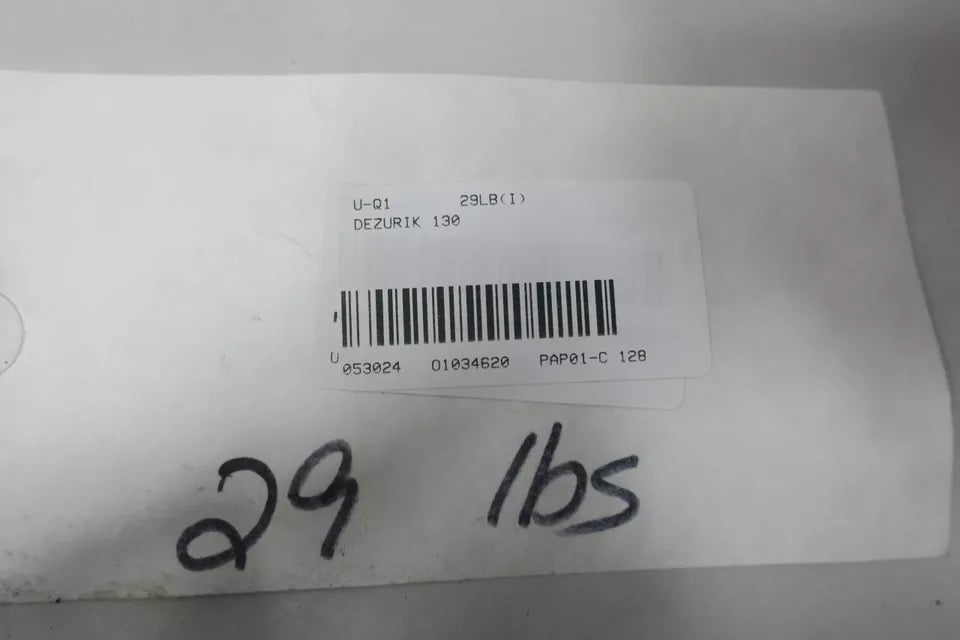 U-Q1 29LB(I)
DEZURIK 130
U
053024 01034620 PAP01-C 128
29 lbs